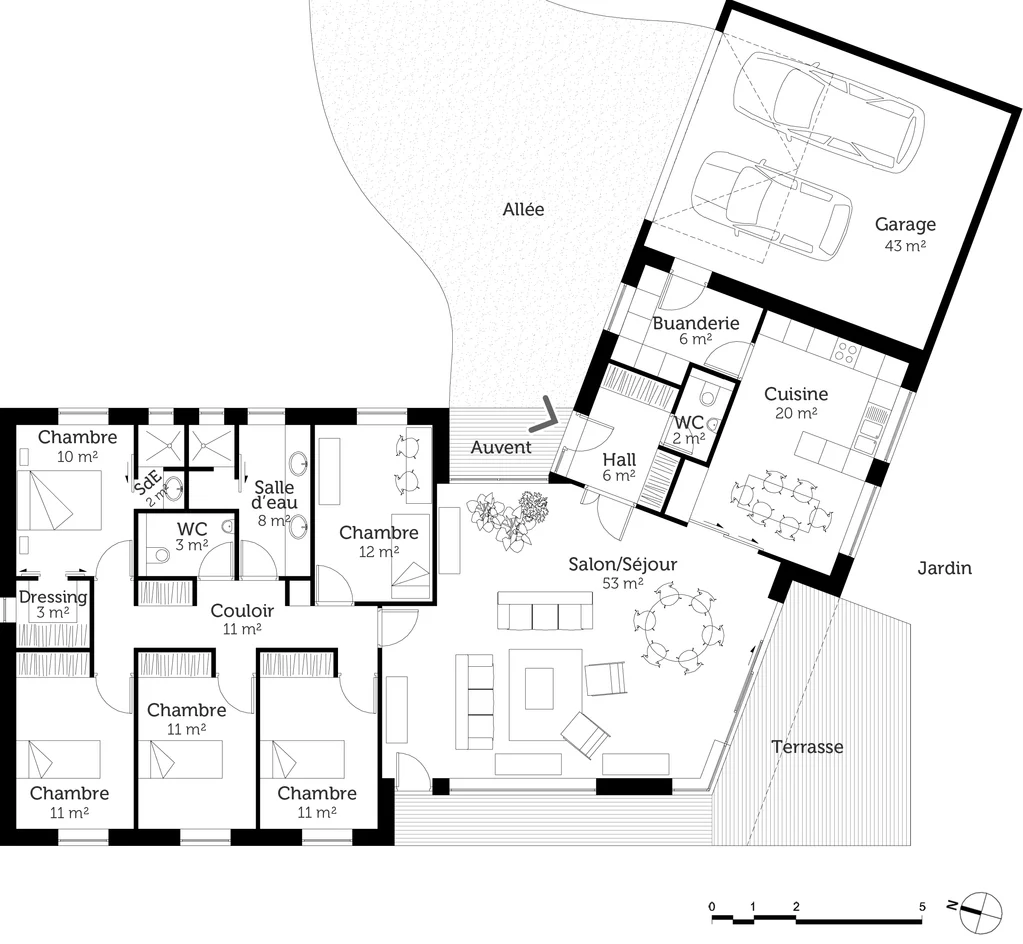 Allée
Garage
43 m²
Buanderie
6 m²
Cuisine
20 m²
WC
2 m²
Hall
6 m²
Auvent
Chambre
10 m²
SdE
2 m²
Salle
d'eau
8 m²
WC
3 m²
Chambre
12 m²
Salon/Séjour
53 m²
Jardin
Dressing
3 m²
Couloir
11 m²
Chambre
11 m²
Chambre
11 m²
Chambre
11 m²
Terrasse
0 1 2 5
N